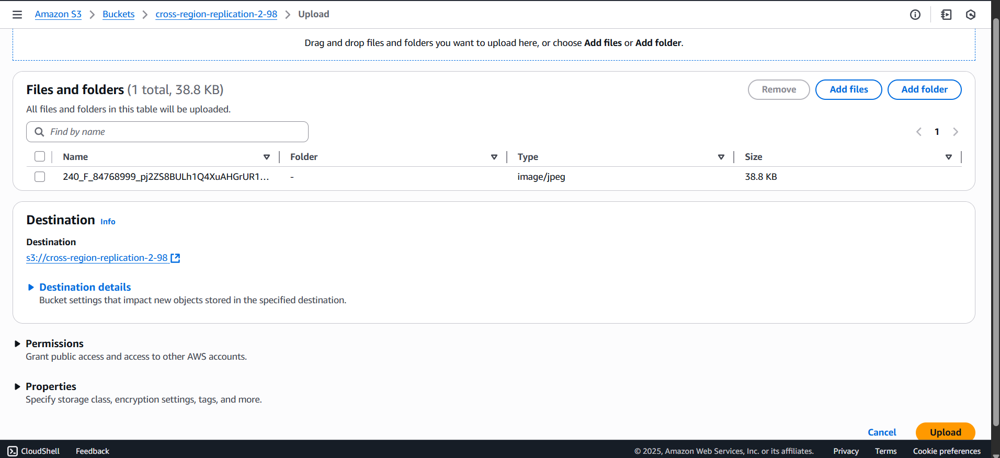 Amazon S3 > Buckets > cross-region-replication-2-98 > Upload
Drag and drop files and folders you want to upload here, or choose Add files or Add folder.
Files and folders (1 total, 38.8 KB)
Remove
Add files
Add folder
All files and folders in this table will be uploaded.
Find by name
1
Name Folder Type Size
240_F_84768999_pj2ZS8BULh1Q4XuAHGrUR1... - image/jpeg 38.8 KB
Destination Info
Destination
s3://cross-region-replication-2-98
Destination details
Bucket settings that impact new objects stored in the specified destination.
Permissions
Grant public access and access to other AWS accounts.
Properties
Specify storage class, encryption settings, tags, and more.
Cancel
Upload
CloudShell Feedback © 2025, Amazon Web Services, Inc. or its affiliates. Privacy Terms Cookie preferences